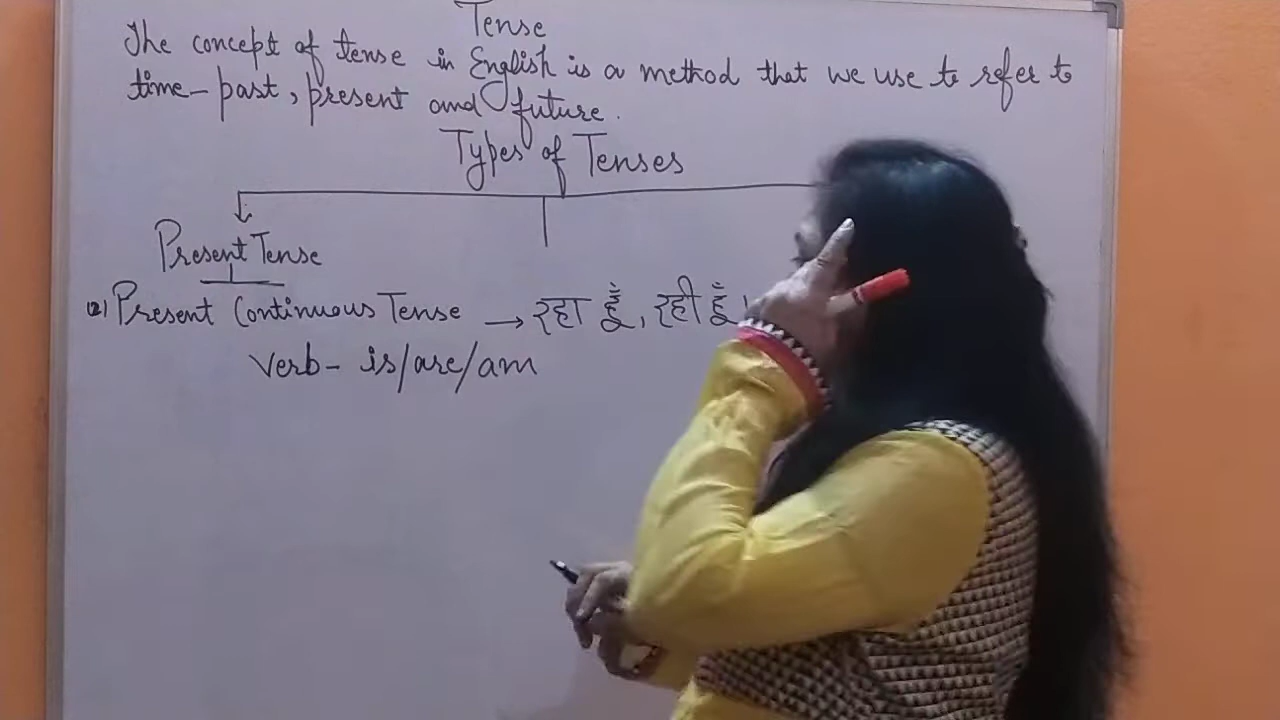 Tense
The concept of tense in English is a method that we use to refer to
time - past, present and future.
Types of Tenses
Present Tense
(2) Present Continuous Tense → रहा हूँ, रही हूँ
Verb - is/are/am